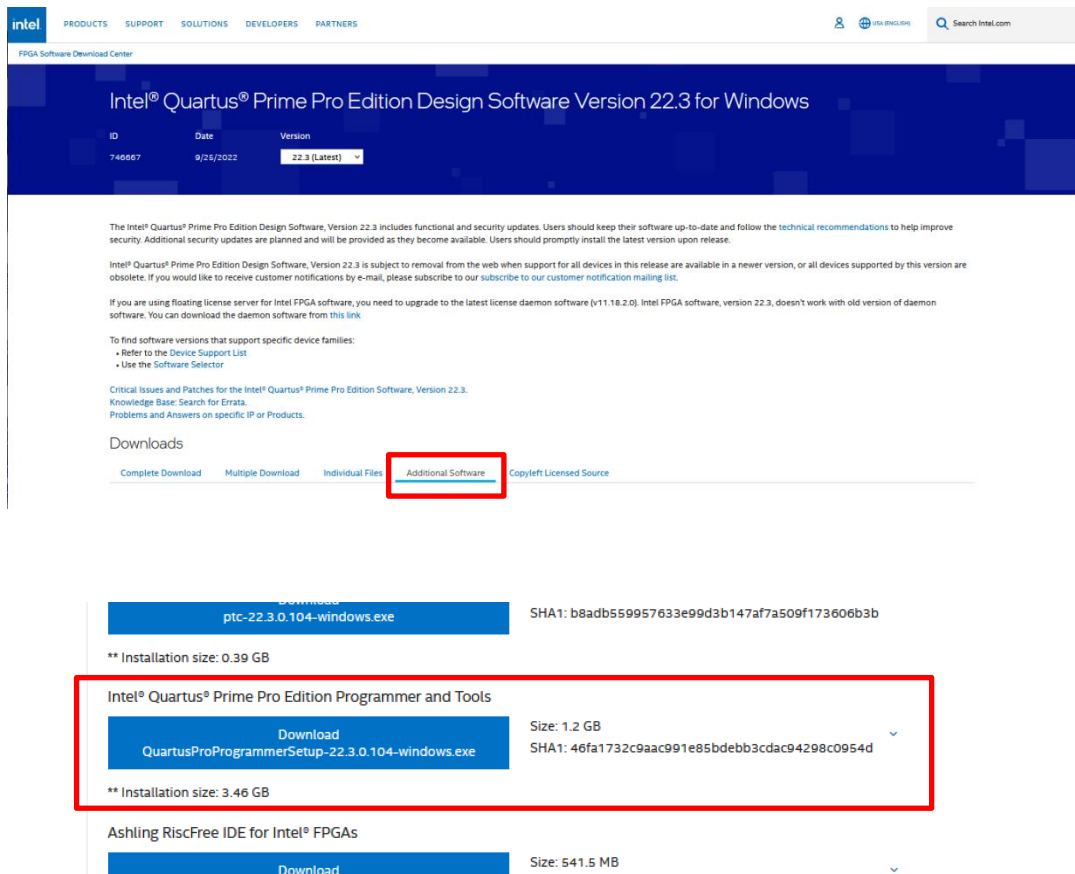 intel
PRODUCTS SUPPORT SOLUTIONS DEVELOPERS PARTNERS
USA (ENGLISH)
Search Intel.com
FPGA Software Download Center
Intel® Quartus® Prime Pro Edition Design Software Version 22.3 for Windows
ID Date Version
746667 9/25/2022 22.3 (Latest)
The Intel® Quartus® Prime Pro Edition Design Software, Version 22.3 includes functional and security updates. Users should keep their software up-to-date and follow the technical recommendations to help improve
security. Additional security updates are planned and will be provided as they become available. Users should promptly install the latest version upon release.
Intel® Quartus® Prime Pro Edition Design Software, Version 22.3 is subject to removal from the web when support for all devices in this release are available in a newer version, or all devices supported by this version are
obsolete. If you would like to receive customer notifications by e-mail, please subscribe to our subscribe to our customer notification mailing list.
If you are using floating license server for Intel FPGA software, you need to upgrade to the latest license daemon software (v11.18.2.0). Intel FPGA software, version 22.3, doesn't work with old version of daemon
software. You can download the daemon software from this link
To find software versions that support specific device families:
• Refer to the Device Support List
• Use the Software Selector
Critical Issues and Patches for the Intel® Quartus® Prime Pro Edition Software, Version 22.3.
Knowledge Base: Search for Errata.
Problems and Answers on specific IP or Products.
Downloads
Complete Download Multiple Download Individual Files Additional Software Copyleft Licensed Source
Download
ptc-22.3.0.104-windows.exe
SHA1: b8adb559957633e99d3b147af7a509f173606b3b
** Installation size: 0.39 GB
Intel® Quartus® Prime Pro Edition Programmer and Tools
Download
QuartusProProgrammerSetup-22.3.0.104-windows.exe
Size: 1.2 GB
SHA1: 46fa1732c9aac991e85bdebb3cdac94298c0954d
** Installation size: 3.46 GB
Ashling RiscFree IDE for Intel® FPGAs
Download
Size: 541.5 MB